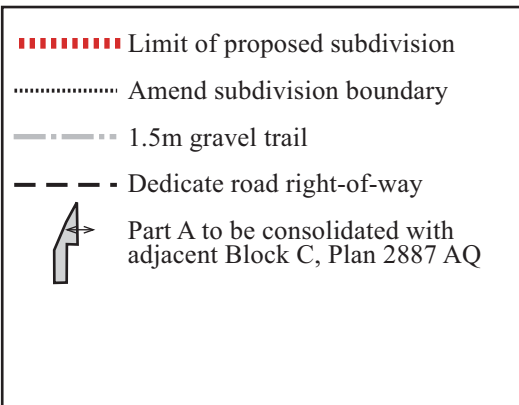 Limit of proposed subdivision
Amend subdivision boundary
1.5m gravel trail
Dedicate road right-of-way
Part A to be consolidated with
adjacent Block C, Plan 2887 AQ